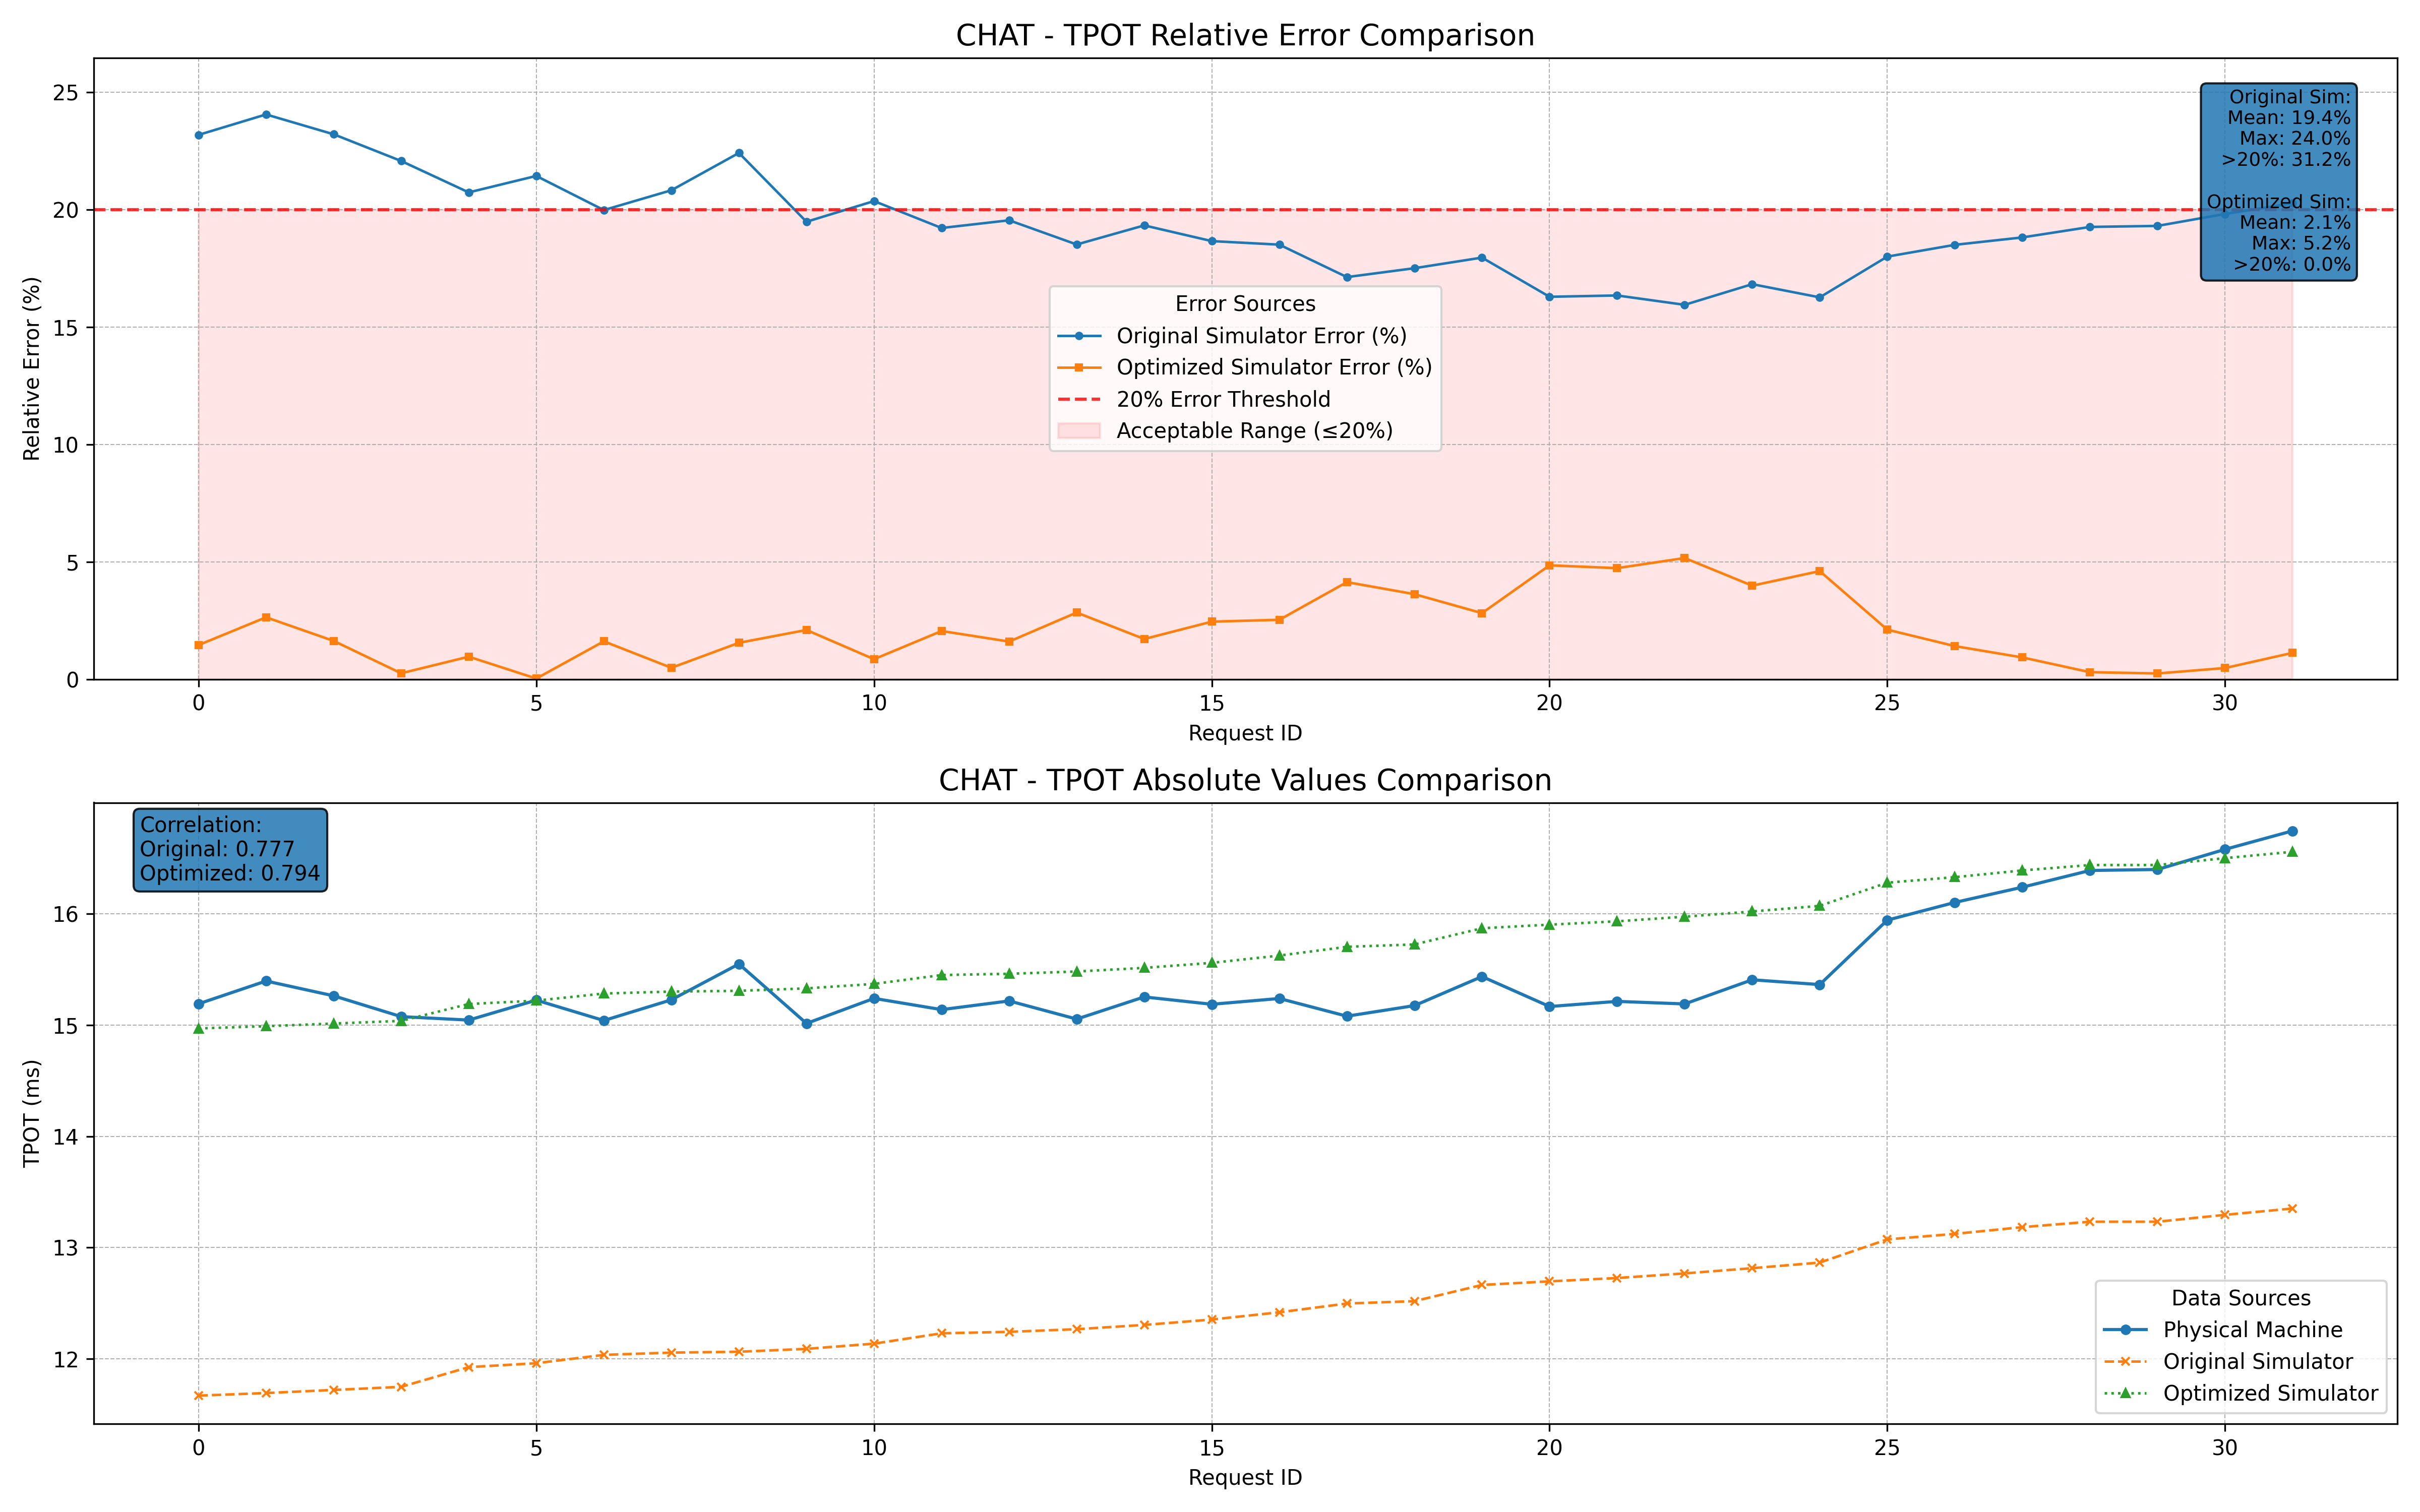 CHAT - TPOT Relative Error Comparison
Relative Error (%)
25
20
15
10
5
0
Original Sim:
Mean: 19.4%
Max: 24.0%
>20%: 31.2%
Optimized Sim:
Mean: 2.1%
Max: 5.2%
>20%: 0.0%
Error Sources
Original Simulator Error (%)
Optimized Simulator Error (%)
20% Error Threshold
Acceptable Range (≤20%)
0 5 10 15 20 25 30
Request ID
CHAT - TPOT Absolute Values Comparison
TPOT (ms)
16
15
14
13
12
Correlation:
Original: 0.777
Optimized: 0.794
Data Sources
Physical Machine
Original Simulator
Optimized Simulator
0 5 10 15 20 25 30
Request ID